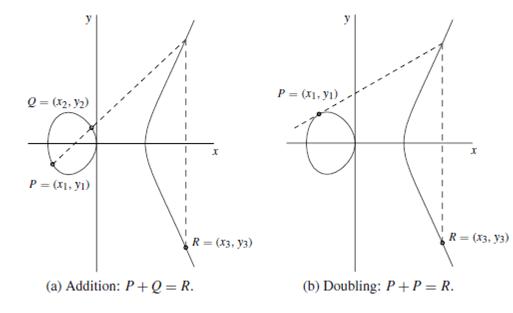 y
Q = (x₂, y₂)
P = (x₁, y₁)
x
R = (x₃, y₃)
(a) Addition: P + Q = R.
y
P = (x₁, y₁)
x
R = (x₃, y₃)
(b) Doubling: P + P = R.